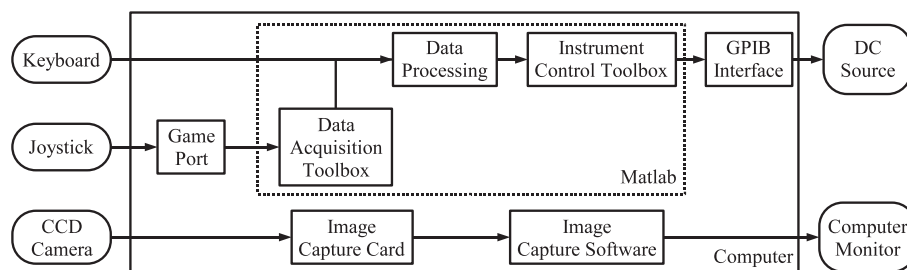 Keyboard
Data
Processing
Instrument
Control Toolbox
GPIB
Interface
DC
Source
Joystick
Game
Port
Data
Acquisition
Toolbox
Matlab
CCD
Camera
Image
Capture Card
Image
Capture Software
Computer
Computer
Monitor